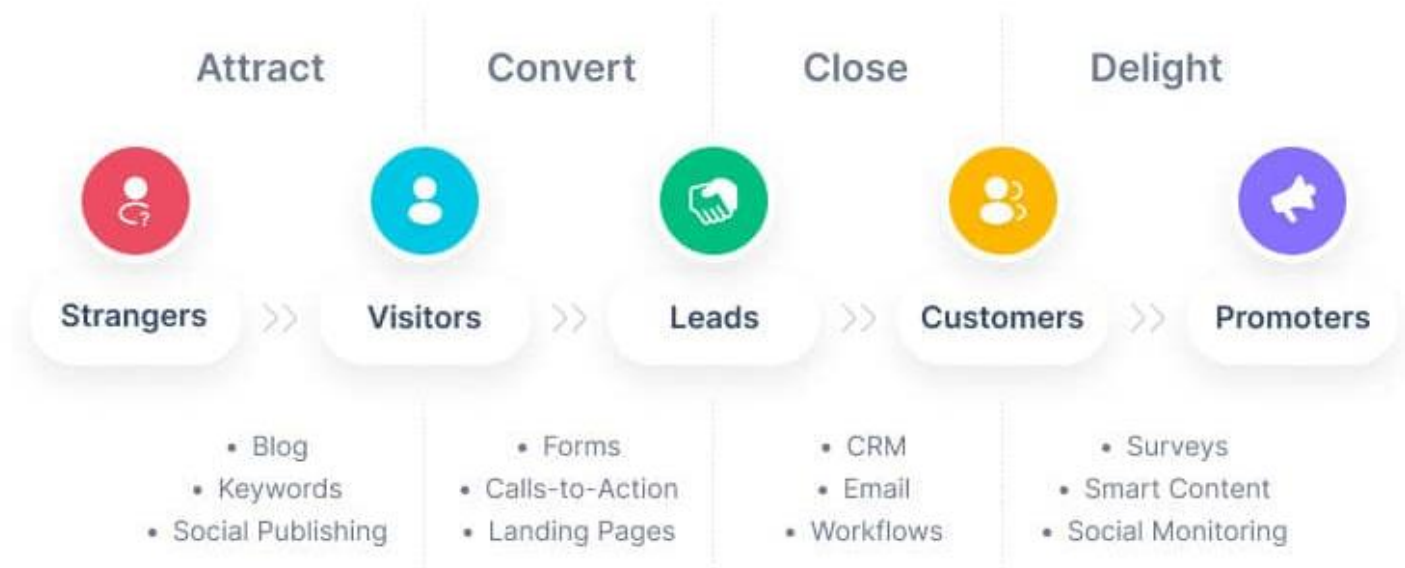 Attract Convert Close Delight
?
Strangers Visitors Leads Customers Promoters
• Blog
• Keywords
• Social Publishing
• Forms
• Calls-to-Action
• Landing Pages
• CRM
• Email
• Workflows
• Surveys
• Smart Content
• Social Monitoring